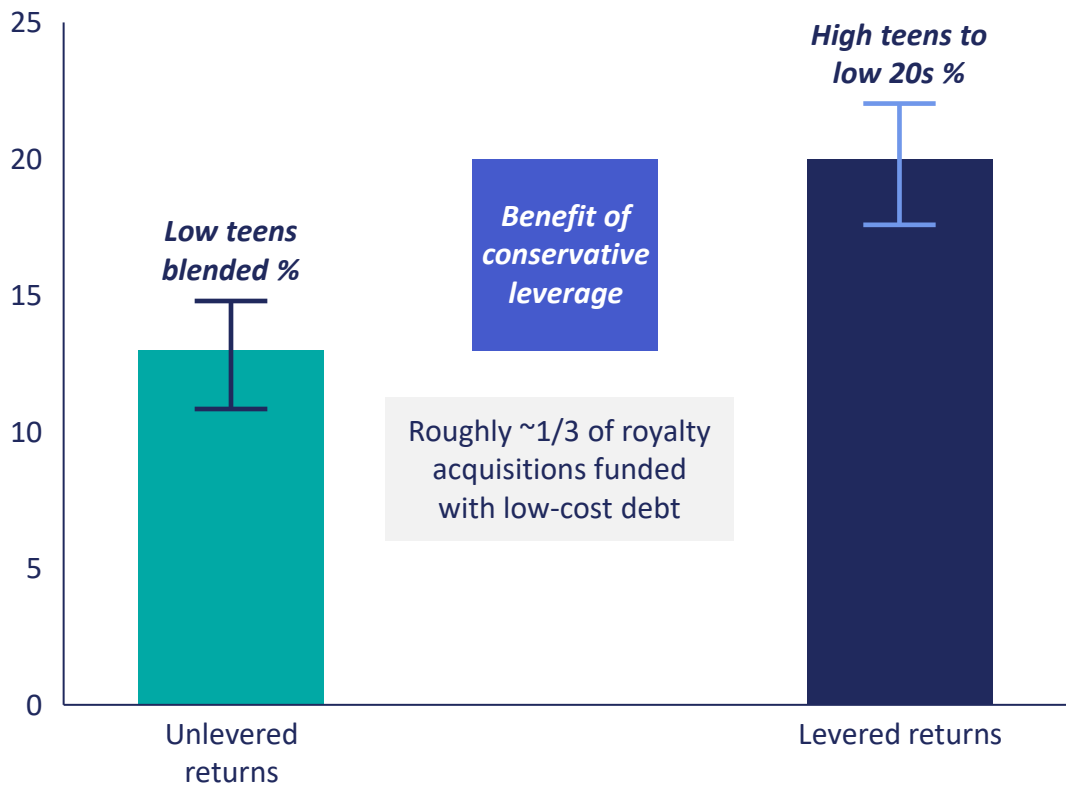 25
20
15
10
5
0
Low teens
blended %
Benefit of
conservative
leverage
High teens to
low 20s %
Roughly ~1/3 of royalty
acquisitions funded
with low-cost debt
Unlevered
returns
Levered returns